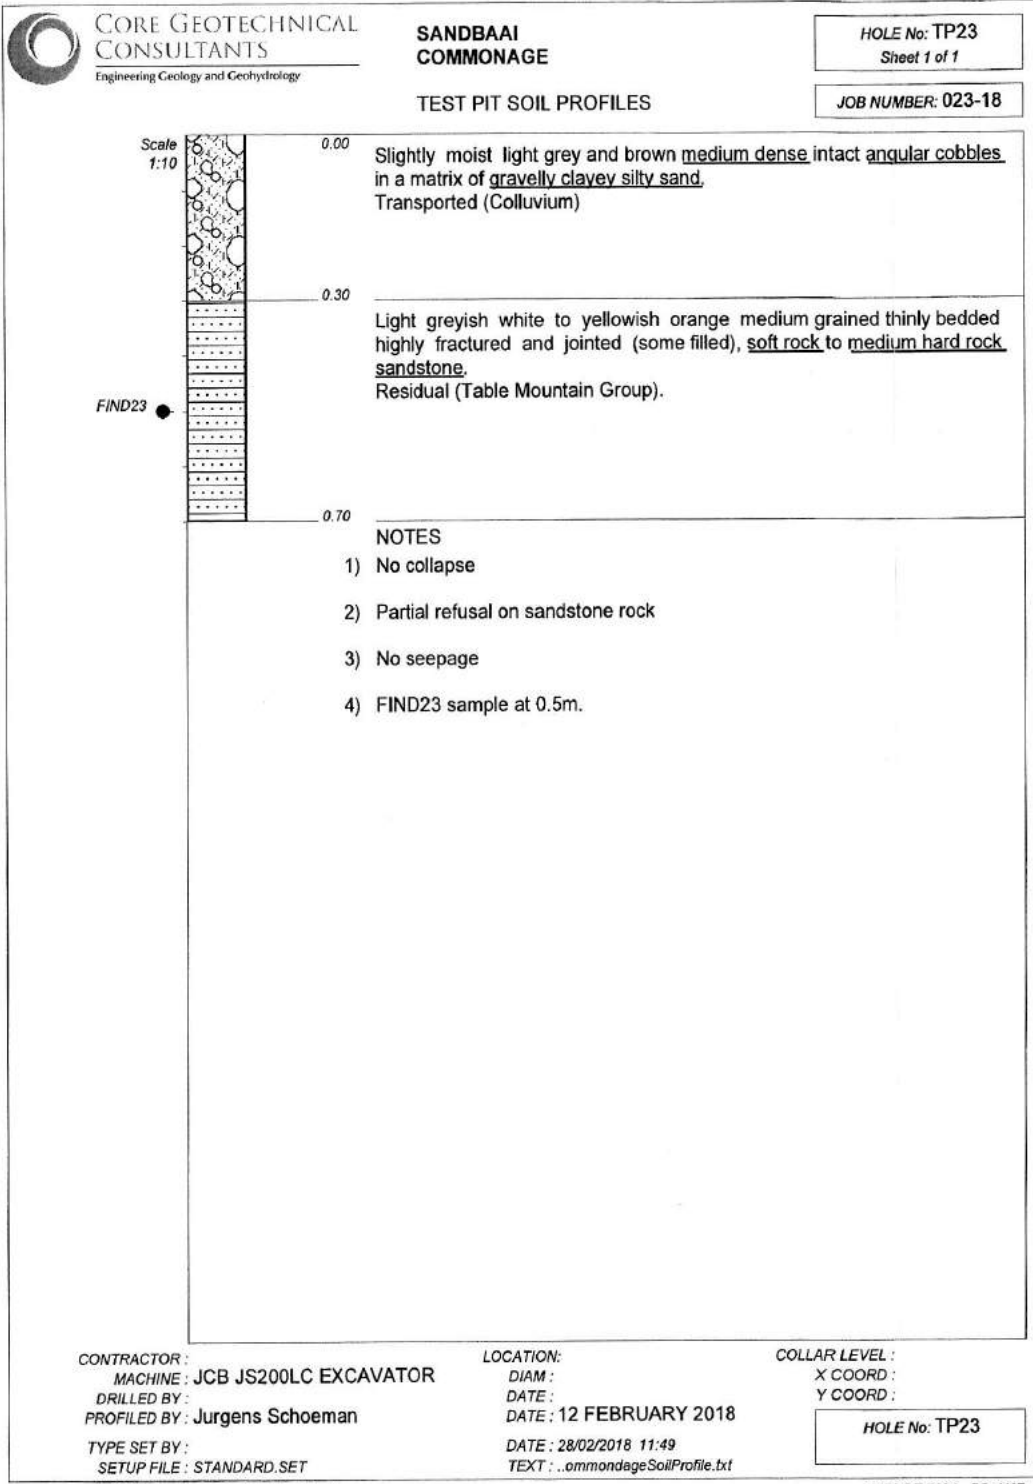 CORE GEOTECHNICAL
CONSULTANTS
Engineering Geology and Geohydrology
SANDBAAI
COMMONAGE
TEST PIT SOIL PROFILES
HOLE No: TP23
Sheet 1 of 1
JOB NUMBER: 023-18
Scale
1:10
0.00
Slightly moist light grey and brown medium dense intact angular cobbles
in a matrix of gravelly clayey silty sand.
Transported (Colluvium)
0.30
Light greyish white to yellowish orange medium grained thinly bedded
highly fractured and jointed (some filled), soft rock to medium hard rock
sandstone.
Residual (Table Mountain Group).
FIND23
0.70
NOTES
1) No collapse
2) Partial refusal on sandstone rock
3) No seepage
4) FIND23 sample at 0.5m.
CONTRACTOR :
MACHINE : JCB JS200LC EXCAVATOR
DRILLED BY :
PROFILED BY : Jurgens Schoeman
TYPE SET BY :
SETUP FILE : STANDARD.SET
LOCATION:
DIAM :
DATE :
DATE : 12 FEBRUARY 2018
DATE : 28/02/2018 11:49
TEXT : ..ommondageSoilProfile.txt
COLLAR LEVEL :
X COORD :
Y COORD :
HOLE No: TP23